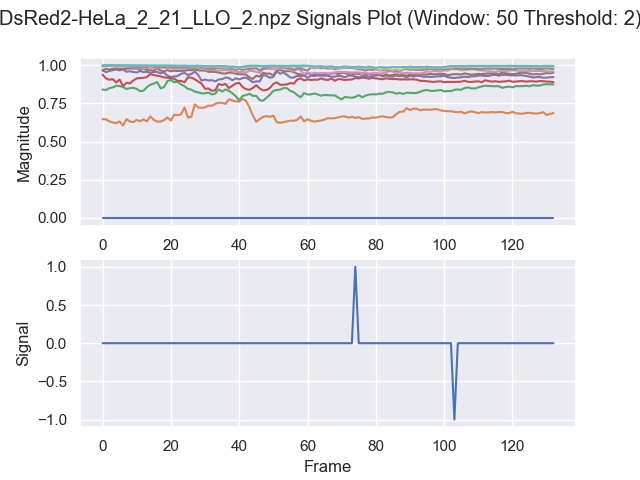 DsRed2-HeLa_2_21_LLO_2.npz Signals Plot (Window: 50 Threshold: 2)
1.00
0.75
0.50
0.25
0.00
Magnitude
0 20 40 60 80 100 120
1.0
0.5
0.0
−0.5
−1.0
Signal
0 20 40 60 80 100 120
Frame